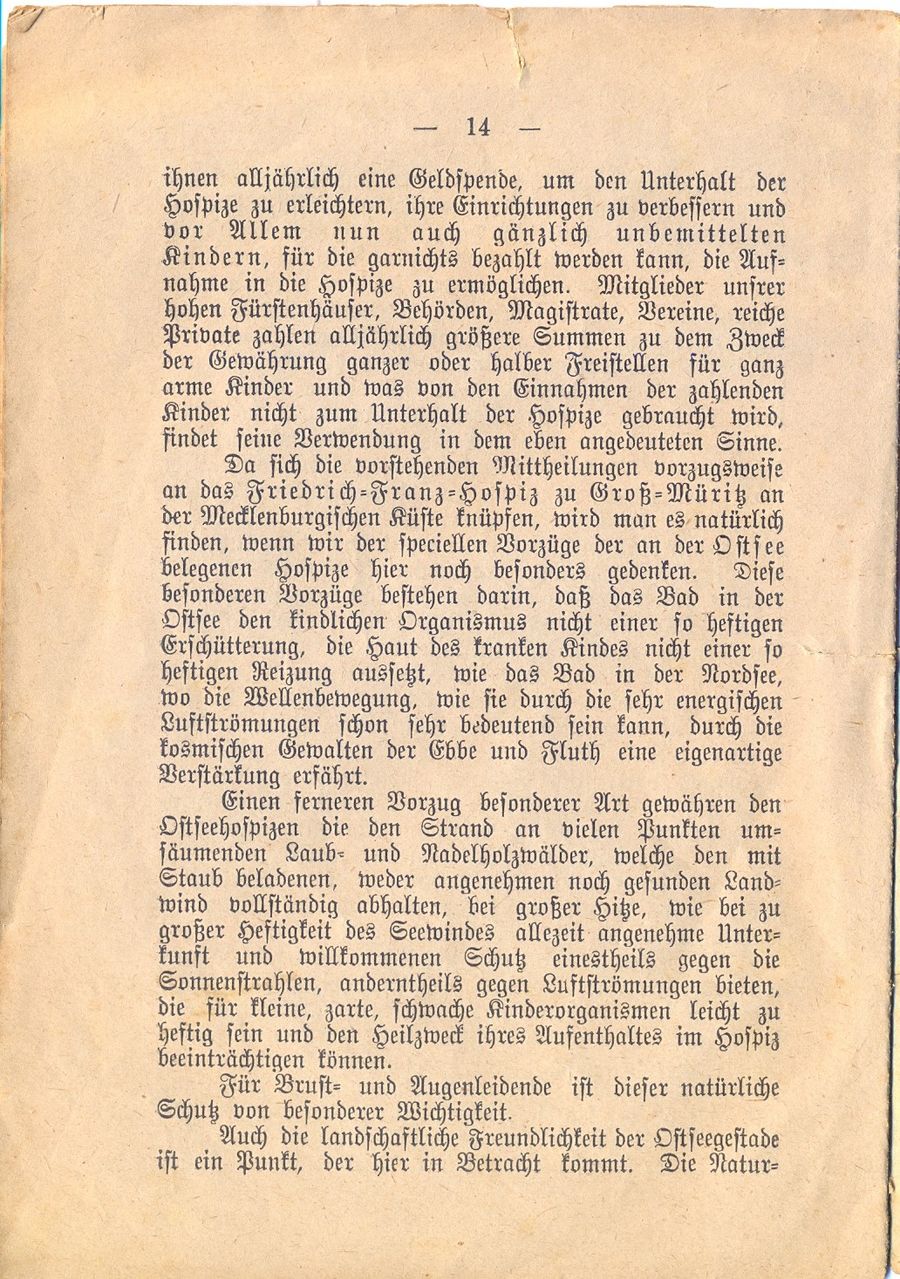 — 14 —
ihnen alljährlich eine Geldspende, um den Unterhalt der
Hospize zu erleichtern, ihre Einrichtungen zu verbessern und
vor Allem nun auch gänzlich unbemittelten
Kindern, für die garnichts bezahlt werden kann, die Auf-
nahme in die Hospize zu ermöglichen. Mitglieder unsrer
hohen Fürstenhäuser, Behörden, Magistrate, Vereine, reiche
Private zahlen alljährlich größere Summen zu dem Zweck
der Gewährung ganzer oder halber Freistellen für ganz
arme Kinder und was von den Einnahmen der zahlenden
Kinder nicht zum Unterhalt der Hospize gebraucht wird,
findet seine Verwendung in dem eben angedeuteten Sinne.
Da sich die vorstehenden Mittheilungen vorzugsweise
an das Friedrich-Franz-Hospiz zu Groß-Müritz an
der Mecklenburgischen Küste knüpfen, wird man es natürlich
finden, wenn wir der speciellen Vorzüge der an der Ostsee
belegenen Hospize hier noch besonders gedenken. Diese
besonderen Vorzüge bestehen darin, daß das Bad in der
Ostsee den kindlichen Organismus nicht einer so heftigen
Erschütterung, die Haut des kranken Kindes nicht einer so
heftigen Reizung aussetzt, wie das Bad in der Nordsee,
wo die Wellenbewegung, wie sie durch die sehr energischen
Luftströmungen schon sehr bedeutend sein kann, durch die
kosmischen Gewalten der Ebbe und Fluth eine eigenartige
Verstärkung erfährt.
Einen ferneren Vorzug besonderer Art gewähren den
Ostseehospizen die den Strand an vielen Punkten um-
säumenden Laub- und Nadelholzwälder, welche den mit
Staub beladenen, weder angenehmen noch gesunden Land-
wind vollständig abhalten, bei großer Hitze, wie bei zu
großer Heftigkeit des Seewindes allezeit angenehme Unter-
kunft und willkommenen Schutz einestheils gegen die
Sonnenstrahlen, anderntheils gegen Luftströmungen bieten,
die für kleine, zarte, schwache Kinderorganismen leicht zu
heftig sein und den Heilzweck ihres Aufenthaltes im Hospiz
beeinträchtigen können.
Für Brust- und Augenleidende ist dieser natürliche
Schutz von besonderer Wichtigkeit.
Auch die landschaftliche Freundlichkeit der Ostseegestade
ist ein Punkt, der hier in Betracht kommt. Die Natur-